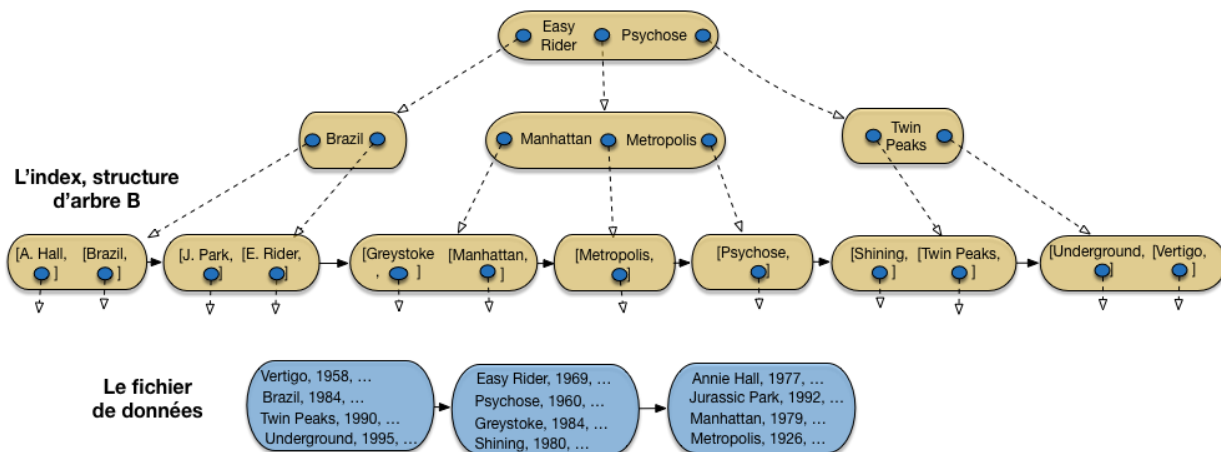 Easy
Rider
Psychose
Brazil
Manhattan
Metropolis
Twin
Peaks
L'index, structure
d'arbre B
[A. Hall, ]
[Brazil, ]
[J. Park, ]
[E. Rider, ]
[Greystoke
, ]
[Manhattan, ]
[Metropolis, ]
[Psychose, ]
[Shining, ]
[Twin Peaks, ]
[Underground, ]
[Vertigo, ]
Le fichier
de données
Vertigo, 1958, ...
Brazil, 1984, ...
Twin Peaks, 1990, ...
Underground, 1995, ...
Easy Rider, 1969, ...
Psychose, 1960, ...
Greystoke, 1984, ...
Shining, 1980, ...
Annie Hall, 1977, ...
Jurassic Park, 1992, ...
Manhattan, 1979, ...
Metropolis, 1926, ...